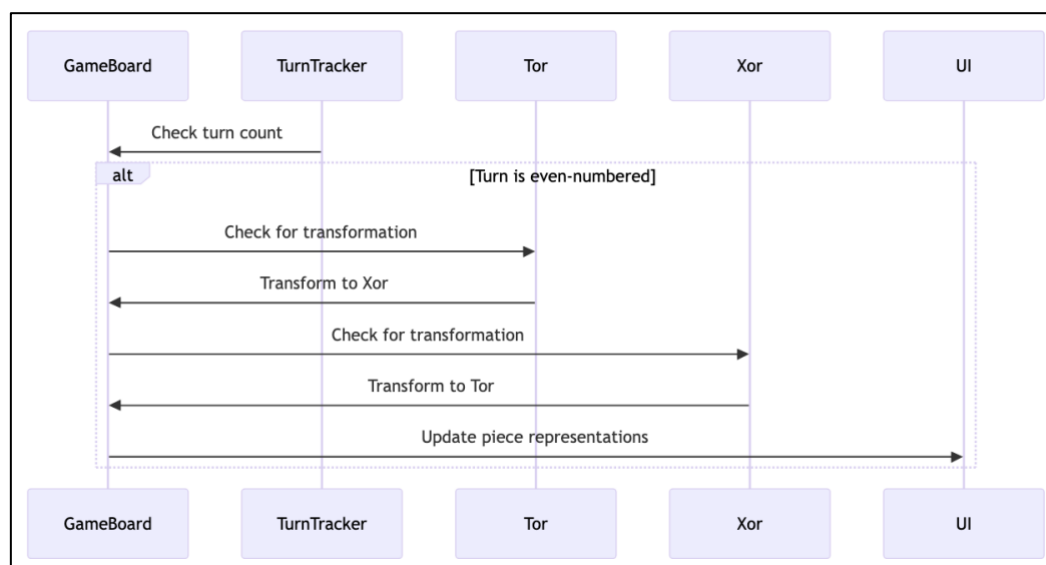 GameBoard TurnTracker Tor Xor UI
Check turn count
alt [Turn is even-numbered]
Check for transformation
Transform to Xor
Check for transformation
Transform to Tor
Update piece representations
GameBoard TurnTracker Tor Xor UI